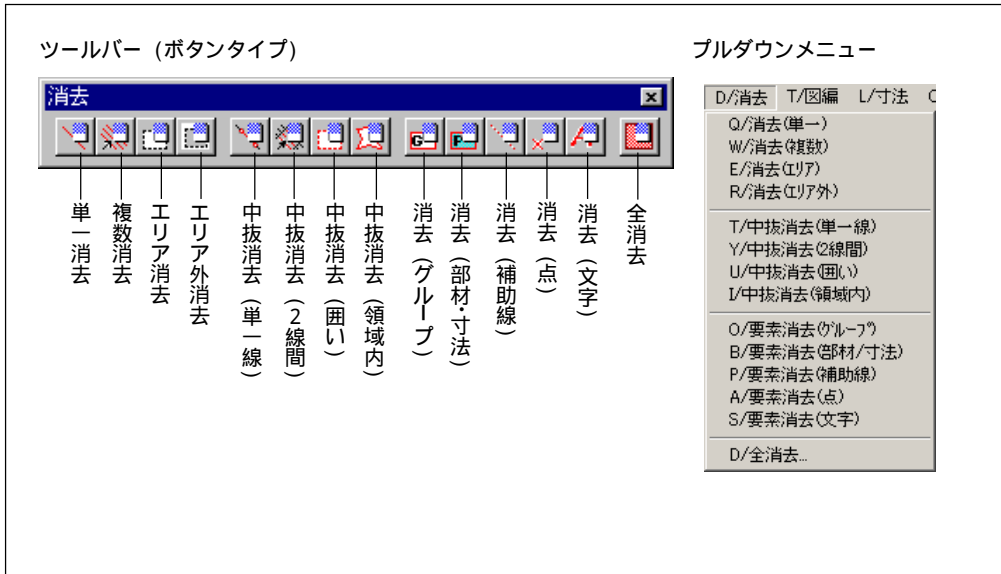 ツールバー (ボタンタイプ)
消去
単一消去
複数消去
エリア消去
エリア外消去
中抜消去(単一線)
中抜消去(2線間)
中抜消去(囲い)
中抜消去(領域内)
消去(グループ)
消去(部材・寸法)
消去(補助線)
消去(点)
消去(文字)
全消去
プルダウンメニュー
D/消去 T/図編 L/寸法
Q/消去(単一)
W/消去(複数)
E/消去(エリア)
R/消去(エリア外)
T/中抜消去(単一線)
Y/中抜消去(2線間)
U/中抜消去(囲い)
I/中抜消去(領域内)
O/要素消去(グループ)
B/要素消去(部材/寸法)
P/要素消去(補助線)
A/要素消去(点)
S/要素消去(文字)
D/全消去...